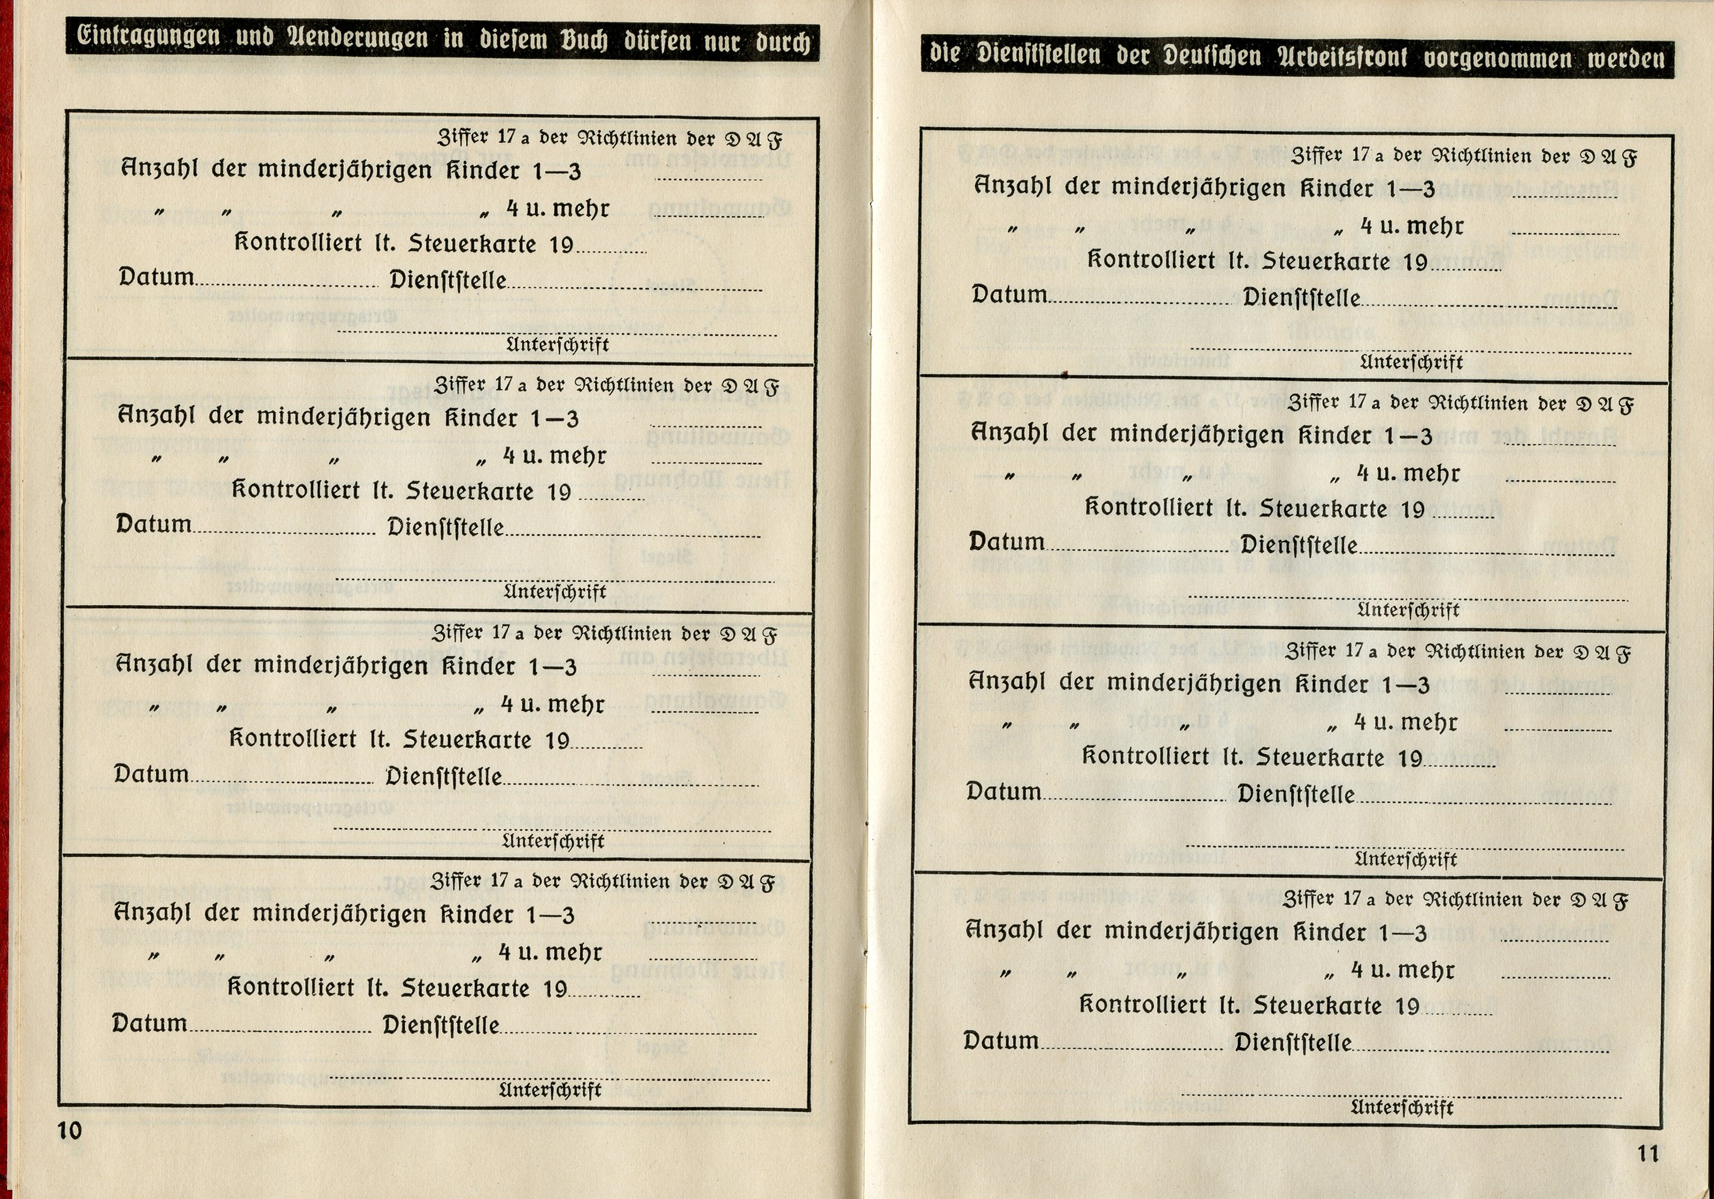 Eintragungen und Aenderungen in diesem Buch dürfen nur durch
Ziffer 17 a der Richtlinien der D A F
Anzahl der minderjährigen Kinder 1—3
„ „ „ „ 4 u. mehr
Kontrolliert lt. Steuerkarte 19
Datum Dienststelle
Unterschrift
Ziffer 17 a der Richtlinien der D A F
Anzahl der minderjährigen Kinder 1—3
„ „ „ „ 4 u. mehr
Kontrolliert lt. Steuerkarte 19
Datum Dienststelle
Unterschrift
Ziffer 17 a der Richtlinien der D A F
Anzahl der minderjährigen Kinder 1—3
„ „ „ „ 4 u. mehr
Kontrolliert lt. Steuerkarte 19
Datum Dienststelle
Unterschrift
Ziffer 17 a der Richtlinien der D A F
Anzahl der minderjährigen Kinder 1—3
„ „ „ „ 4 u. mehr
Kontrolliert lt. Steuerkarte 19
Datum Dienststelle
Unterschrift
10
die Dienststellen der Deutschen Arbeitsfront vorgenommen werden
Ziffer 17 a der Richtlinien der D A F
Anzahl der minderjährigen Kinder 1—3
„ „ „ „ 4 u. mehr
Kontrolliert lt. Steuerkarte 19
Datum Dienststelle
Unterschrift
Ziffer 17 a der Richtlinien der D A F
Anzahl der minderjährigen Kinder 1—3
„ „ „ „ 4 u. mehr
Kontrolliert lt. Steuerkarte 19
Datum Dienststelle
Unterschrift
Ziffer 17 a der Richtlinien der D A F
Anzahl der minderjährigen Kinder 1—3
„ „ „ „ 4 u. mehr
Kontrolliert lt. Steuerkarte 19
Datum Dienststelle
Unterschrift
Ziffer 17 a der Richtlinien der D A F
Anzahl der minderjährigen Kinder 1—3
„ „ „ „ 4 u. mehr
Kontrolliert lt. Steuerkarte 19
Datum Dienststelle
Unterschrift
11